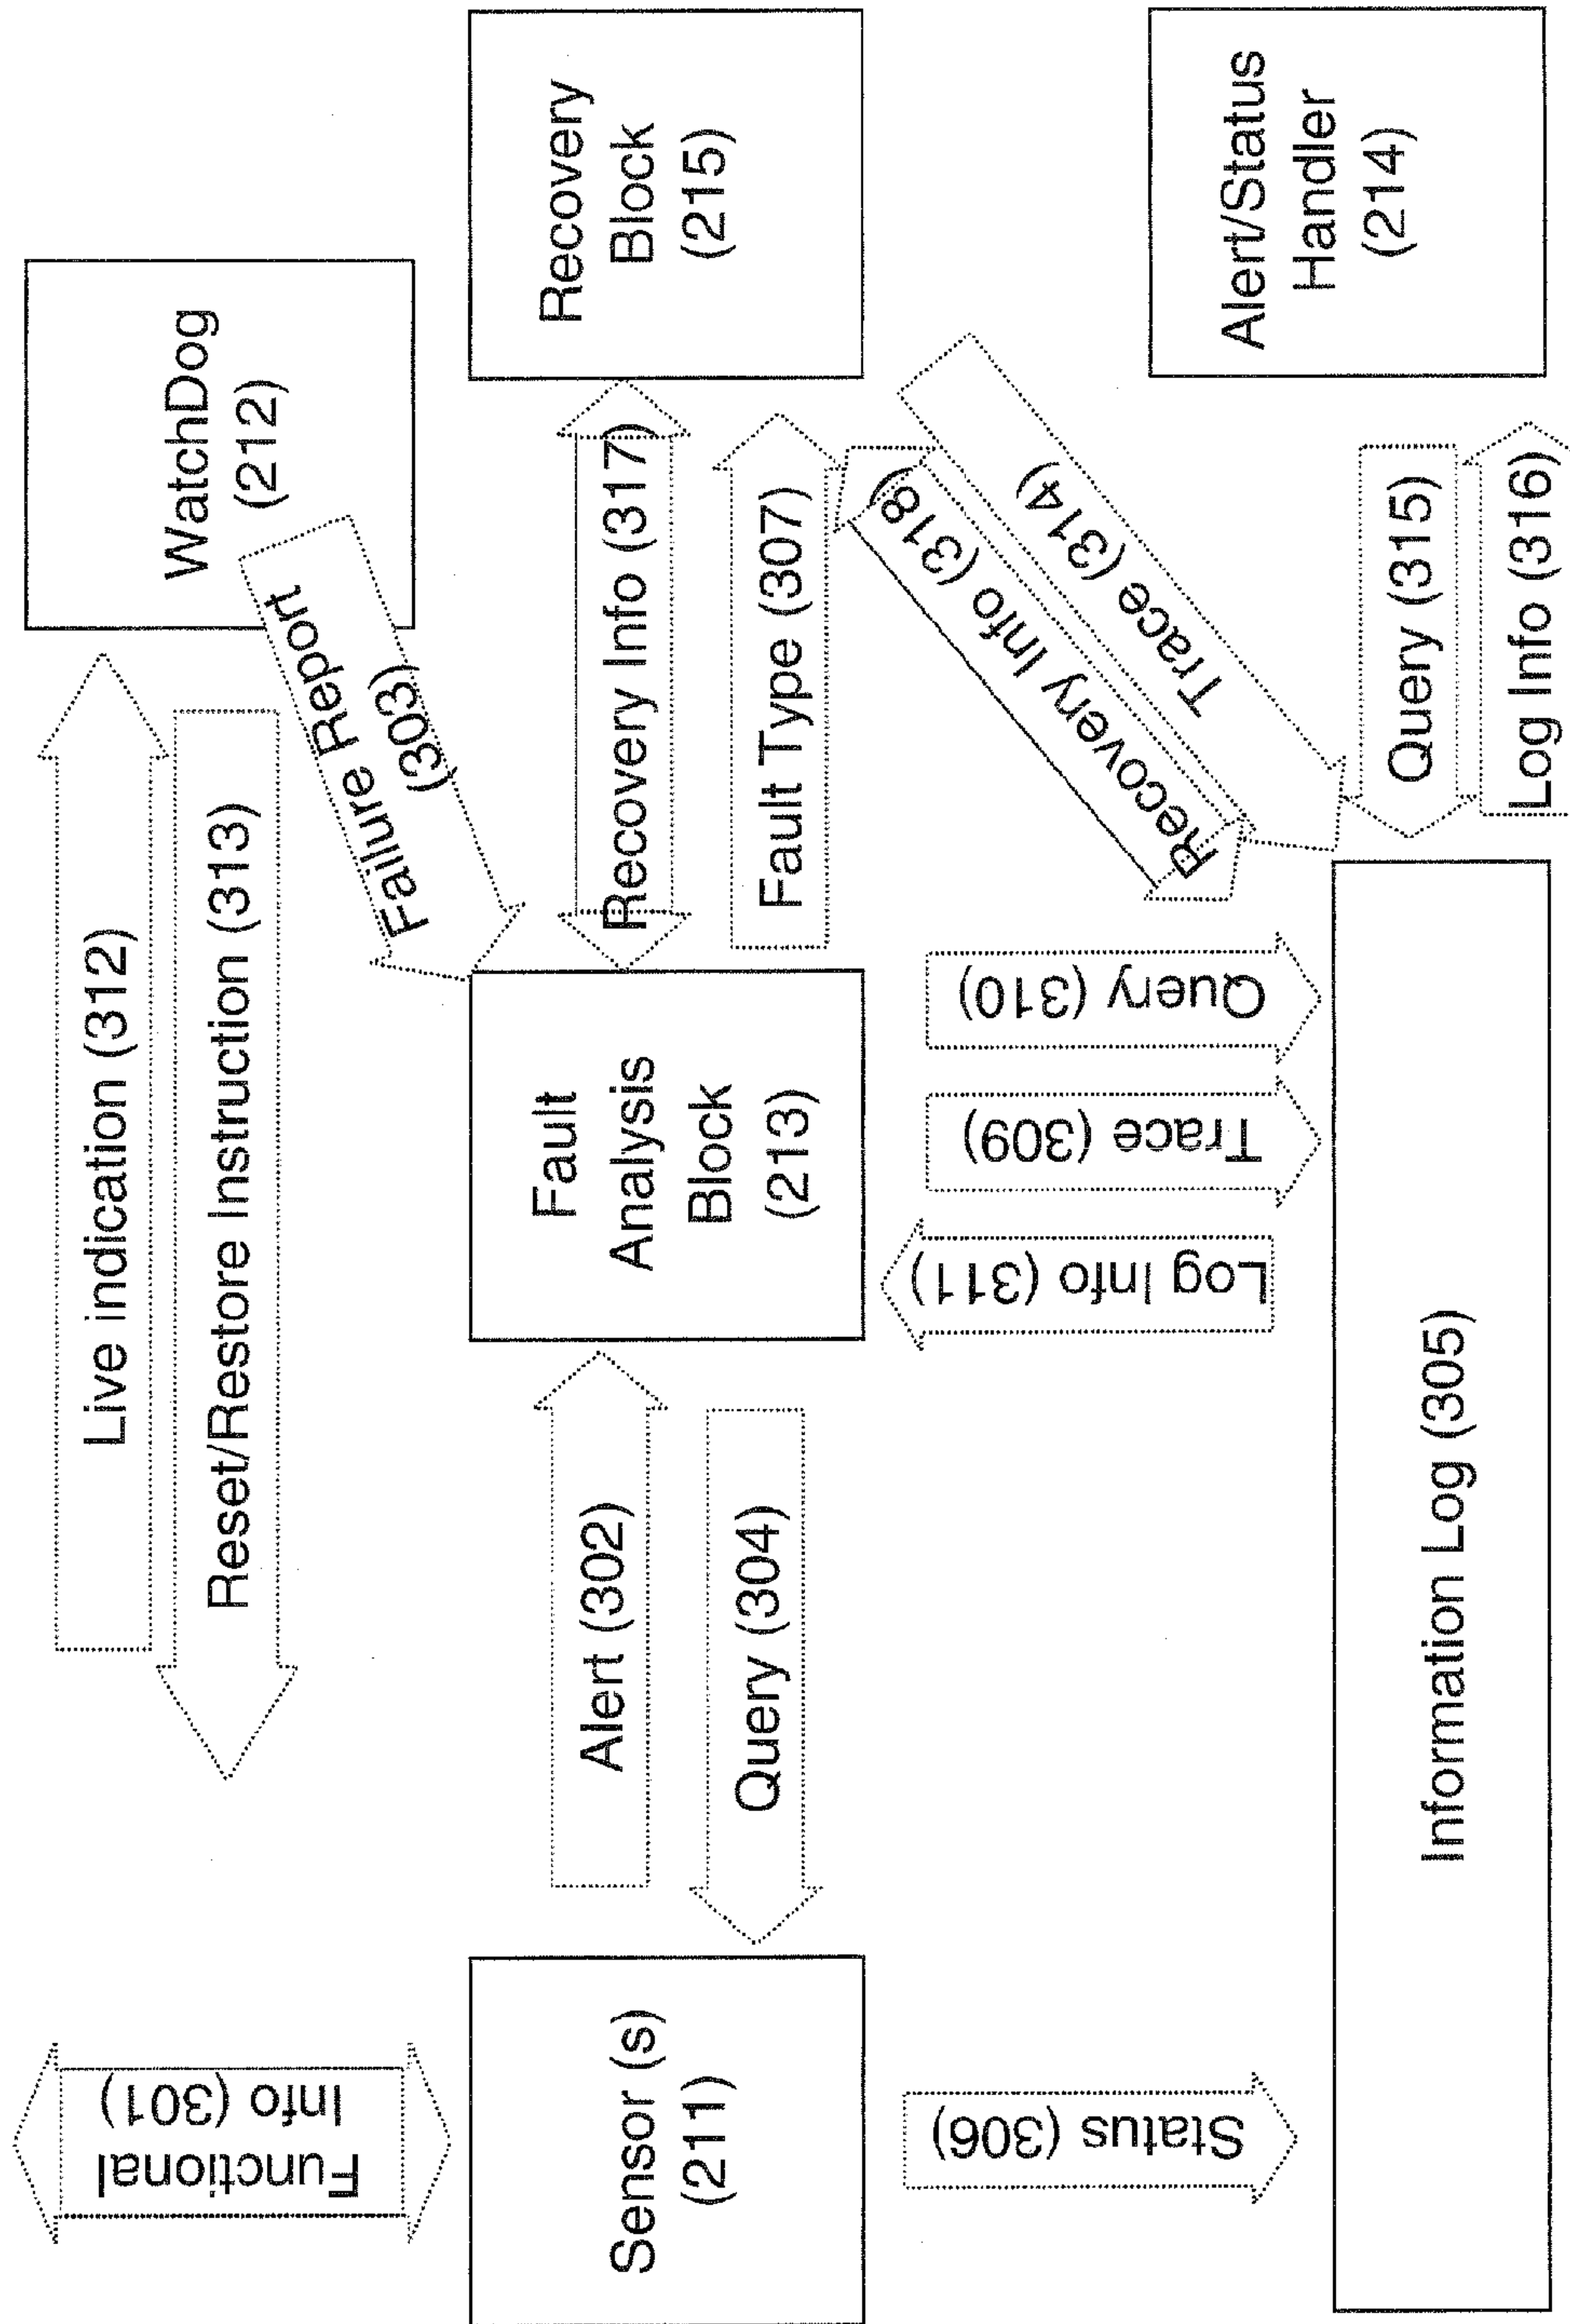 Live indication (312)
WatchDog
(212)
Reset/Restore Instruction (313)
Functional
Info (301)
Failure Report
(303)
Sensor (s)
(211)
Alert (302)
Query (304)
Fault
Analysis
Block
(213)
Recovery Info (317)
Fault Type (307)
Recovery
Block
(215)
Status (306)
Log Info (311)
Trace (309)
Query (310)
Recovery Info (318)
Trace (314)
Information Log (305)
Query (315)
Log Info (316)
Alert/Status
Handler
(214)